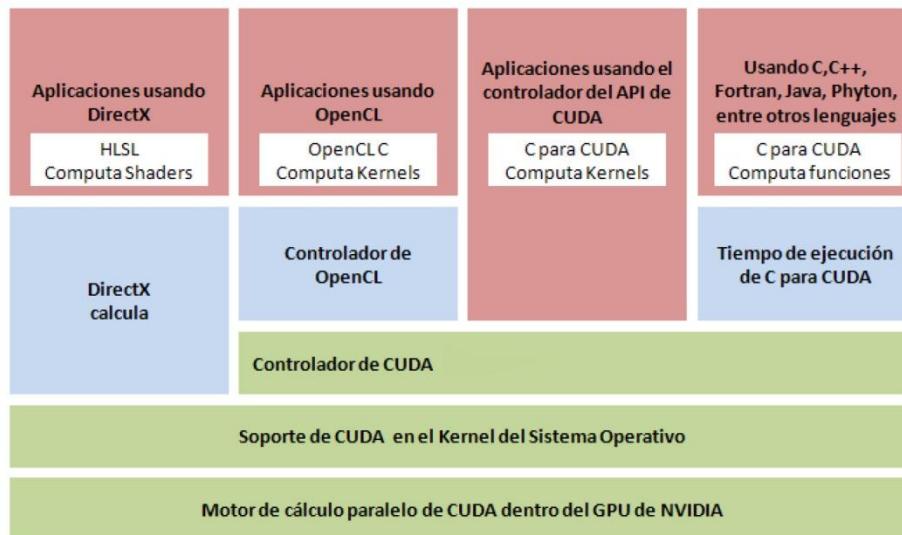 Aplicaciones usando
DirectX
HLSL
Computa Shaders
Aplicaciones usando
OpenCL
OpenCL C
Computa Kernels
Aplicaciones usando el
controlador del API de
CUDA
C para CUDA
Computa Kernels
Usando C,C++,
Fortran, Java, Phyton,
entre otros lenguajes
C para CUDA
Computa funciones
DirectX
calcula
Controlador de
OpenCL
Tiempo de ejecución
de C para CUDA
Controlador de CUDA
Soporte de CUDA en el Kernel del Sistema Operativo
Motor de cálculo paralelo de CUDA dentro del GPU de NVIDIA